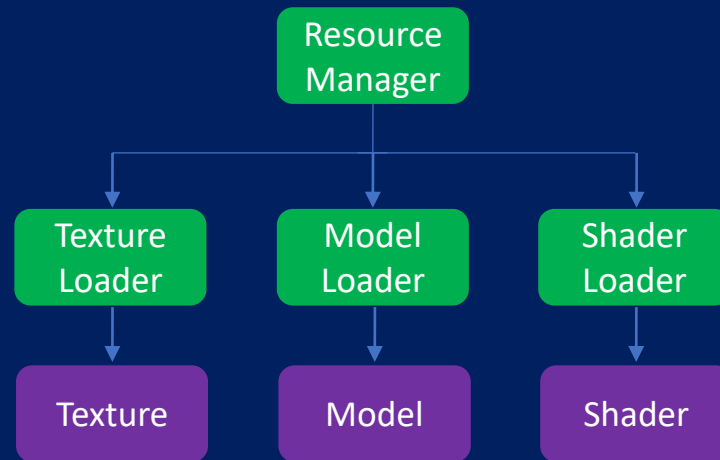 Resource
Manager
Texture
Loader
Model
Loader
Shader
Loader
Texture
Model
Shader